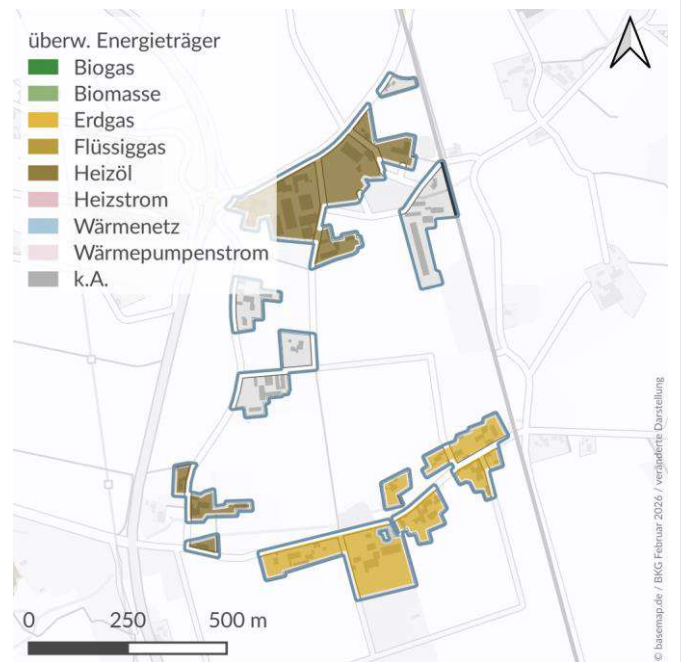 überw. Energieträger
Biogas
Biomasse
Erdgas
Flüssiggas
Heizöl
Heizstrom
Wärmenetz
Wärmepumpenstrom
k.A.
0 250 500 m
© basemap.de / BKG Februar 2026 / veränderte Darstellung